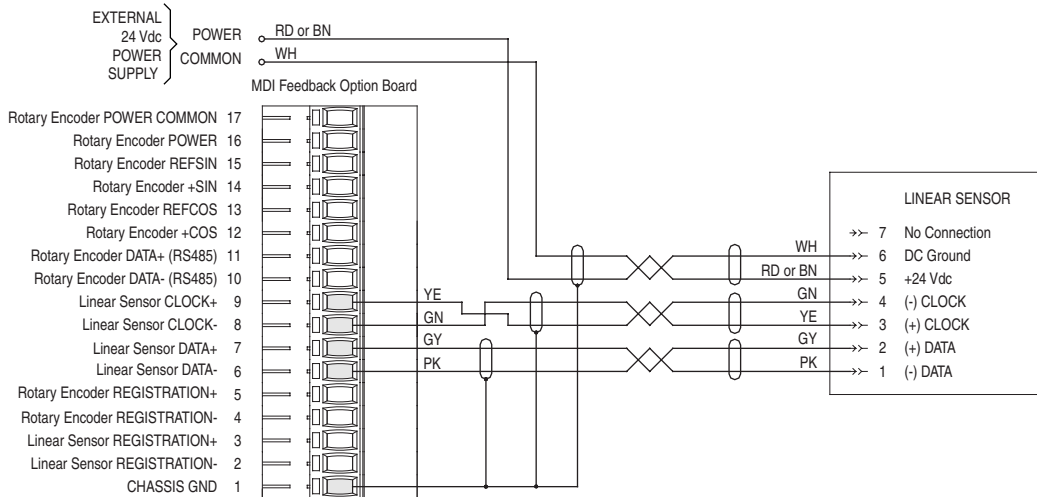 EXTERNAL
24 Vdc
POWER
SUPPLY
POWER
COMMON
RD or BN
WH
MDI Feedback Option Board
Rotary Encoder POWER COMMON 17
Rotary Encoder POWER 16
Rotary Encoder REFSIN 15
Rotary Encoder +SIN 14
Rotary Encoder REFCOS 13
Rotary Encoder +COS 12
Rotary Encoder DATA+ (RS485) 11
Rotary Encoder DATA- (RS485) 10
Linear Sensor CLOCK+ 9
Linear Sensor CLOCK- 8
Linear Sensor DATA+ 7
Linear Sensor DATA- 6
Rotary Encoder REGISTRATION+ 5
Rotary Encoder REGISTRATION- 4
Linear Sensor REGISTRATION+ 3
Linear Sensor REGISTRATION- 2
CHASSIS GND 1
YE
GN
GY
PK
WH
RD or BN
GN
YE
GY
PK
LINEAR SENSOR
7 No Connection
6 DC Ground
5 +24 Vdc
4 (-) CLOCK
3 (+) CLOCK
2 (+) DATA
1 (-) DATA